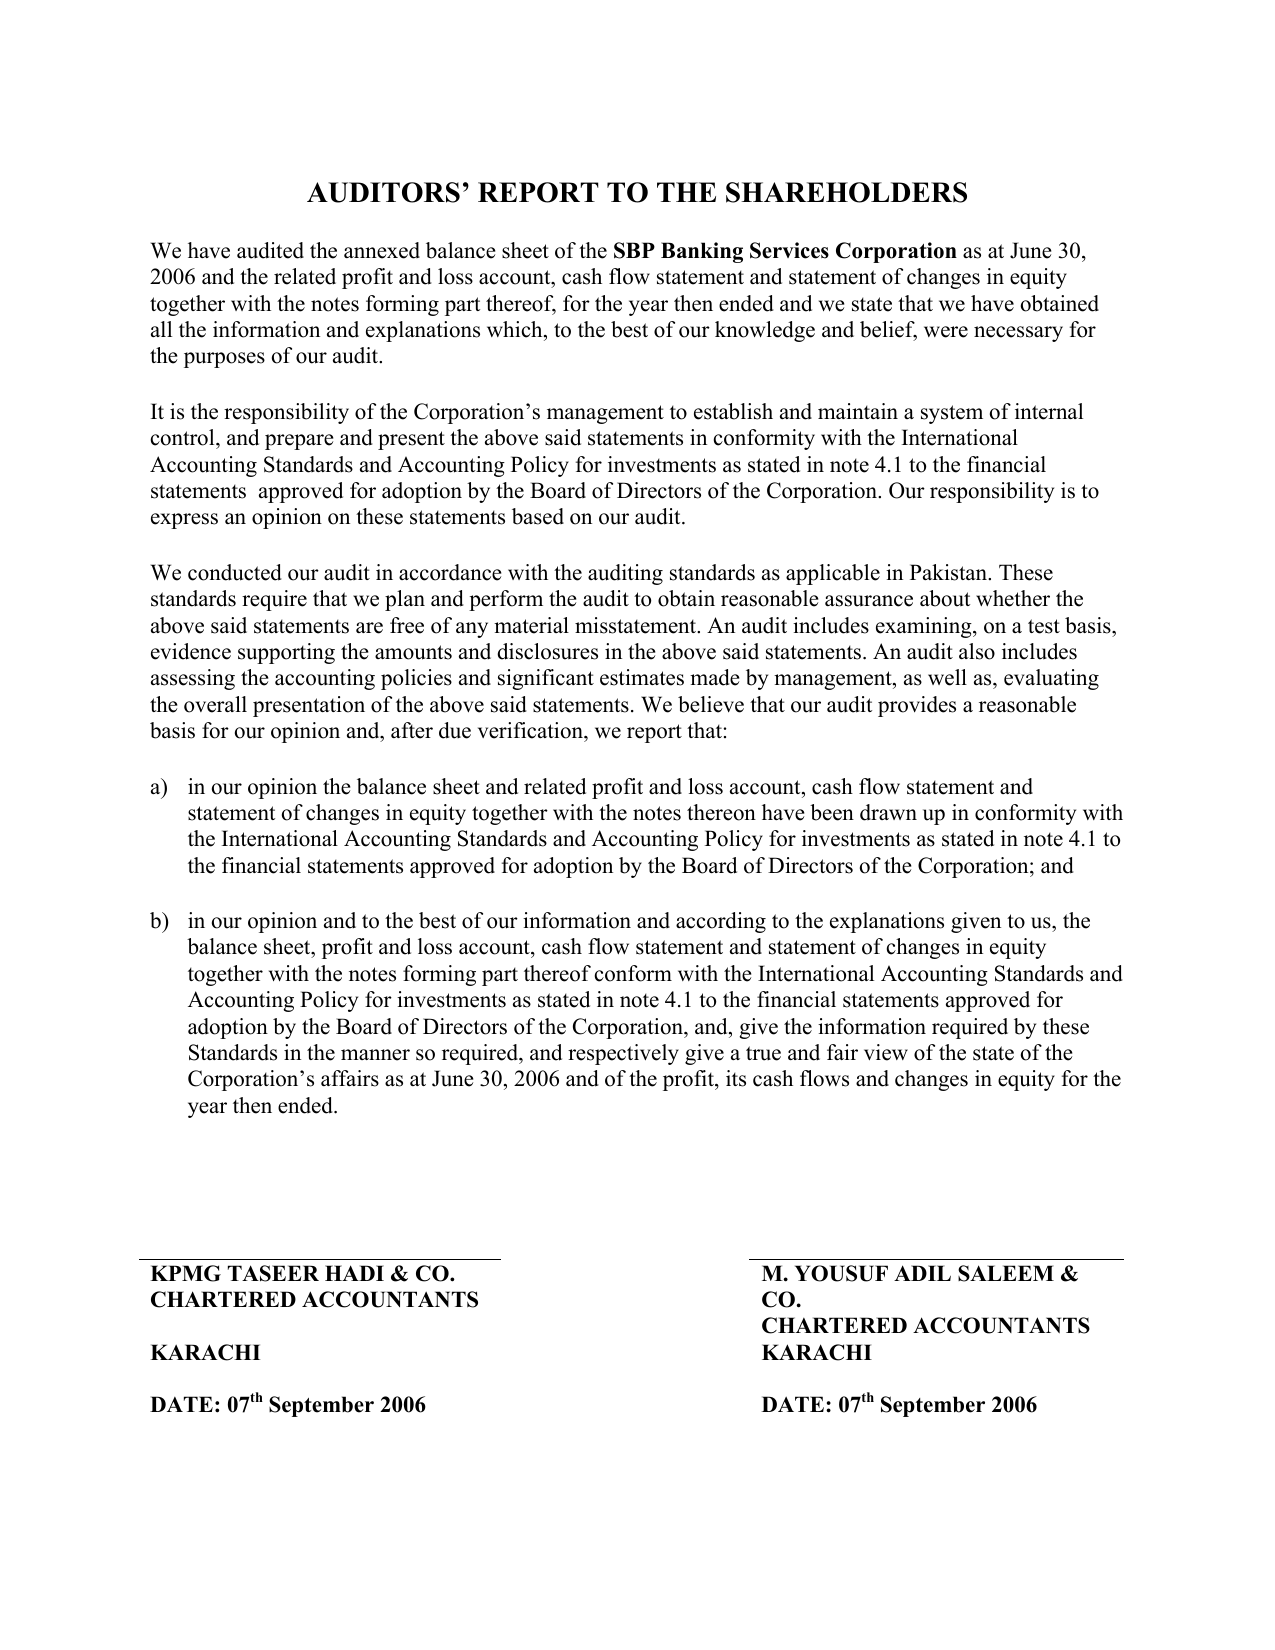 AUDITORS’ REPORT TO THE SHAREHOLDERS
We have audited the annexed balance sheet of the SBP Banking Services Corporation as at June 30,
2006 and the related profit and loss account, cash flow statement and statement of changes in equity
together with the notes forming part thereof, for the year then ended and we state that we have obtained
all the information and explanations which, to the best of our knowledge and belief, were necessary for
the purposes of our audit.
It is the responsibility of the Corporation’s management to establish and maintain a system of internal
control, and prepare and present the above said statements in conformity with the International
Accounting Standards and Accounting Policy for investments as stated in note 4.1 to the financial
statements  approved for adoption by the Board of Directors of the Corporation. Our responsibility is to
express an opinion on these statements based on our audit.
We conducted our audit in accordance with the auditing standards as applicable in Pakistan. These
standards require that we plan and perform the audit to obtain reasonable assurance about whether the
above said statements are free of any material misstatement. An audit includes examining, on a test basis,
evidence supporting the amounts and disclosures in the above said statements. An audit also includes
assessing the accounting policies and significant estimates made by management, as well as, evaluating
the overall presentation of the above said statements. We believe that our audit provides a reasonable
basis for our opinion and, after due verification, we report that:
a) in our opinion the balance sheet and related profit and loss account, cash flow statement and
statement of changes in equity together with the notes thereon have been drawn up in conformity with
the International Accounting Standards and Accounting Policy for investments as stated in note 4.1 to
the financial statements approved for adoption by the Board of Directors of the Corporation; and
b) in our opinion and to the best of our information and according to the explanations given to us, the
balance sheet, profit and loss account, cash flow statement and statement of changes in equity
together with the notes forming part thereof conform with the International Accounting Standards and
Accounting Policy for investments as stated in note 4.1 to the financial statements approved for
adoption by the Board of Directors of the Corporation, and, give the information required by these
Standards in the manner so required, and respectively give a true and fair view of the state of the
Corporation’s affairs as at June 30, 2006 and of the profit, its cash flows and changes in equity for the
year then ended.
KPMG TASEER HADI & CO.
CHARTERED ACCOUNTANTS
KARACHI
DATE: 07th September 2006
M. YOUSUF ADIL SALEEM &
CO.
CHARTERED ACCOUNTANTS
KARACHI
DATE: 07th September 2006